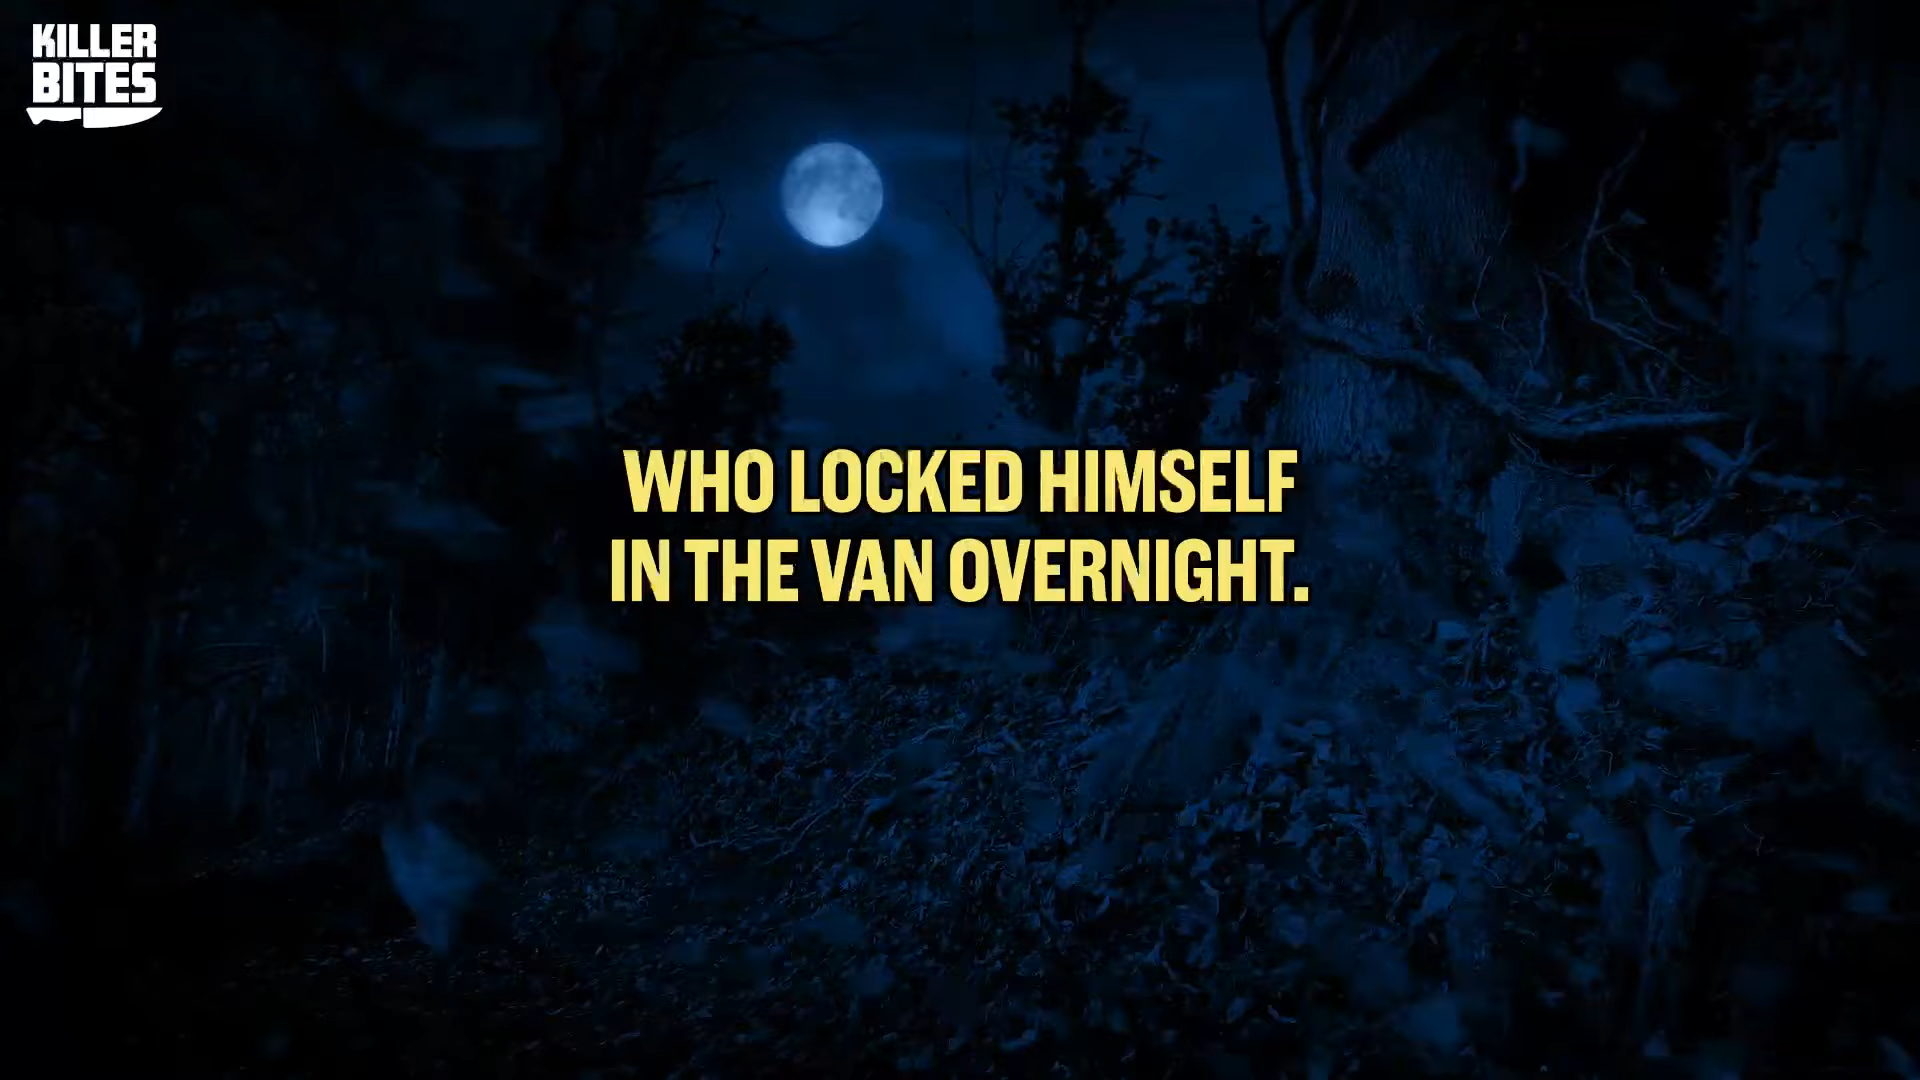 KILLER
BITES
WHO LOCKED HIMSELF
IN THE VAN OVERNIGHT.